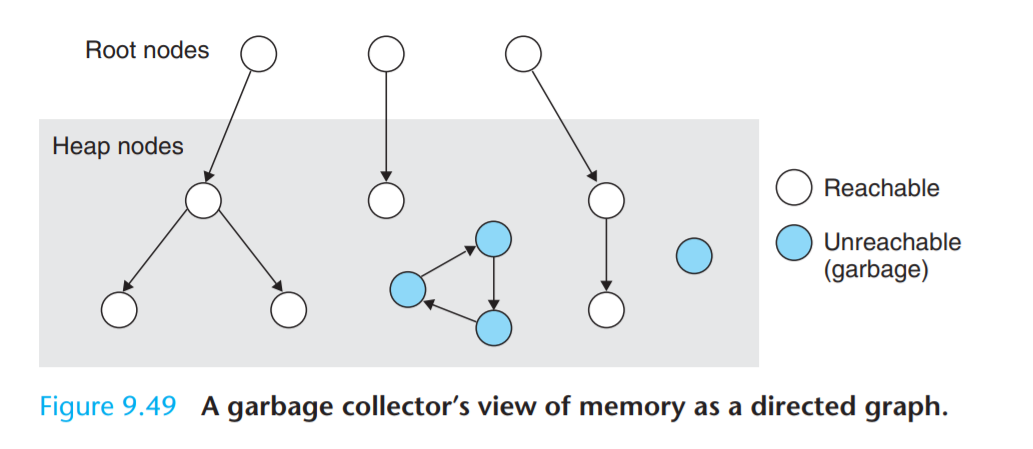 Root nodes
Heap nodes
Reachable
Unreachable
(garbage)
Figure 9.49 A garbage collector’s view of memory as a directed graph.